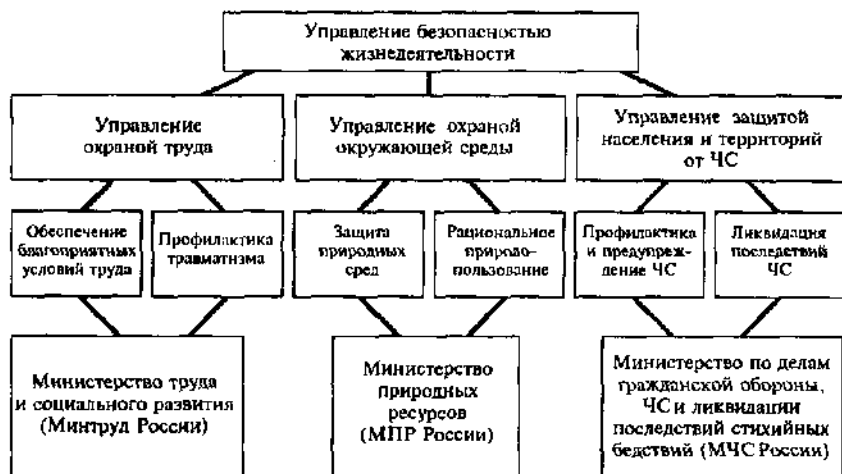 Управление безопасностью
жизнедеятельности
Управление
охраной труда
Управление охраной
окружающей среды
Управление защитой
населения и территорий
от ЧС
Обеспечение
благоприятных
условий труда
Профилактика
травматизма
Защита
природных
сред
Рациональное
природо-
пользование
Профилактика
и предупреж-
дение ЧС
Ликвидация
последствий
ЧС
Министерство труда
и социального развития
(Минтруд России)
Министерство
природных
ресурсов
(МПР России)
Министерство по делам
гражданской обороны,
ЧС и ликвидации
последствий стихийных
бедствий (МЧС России)